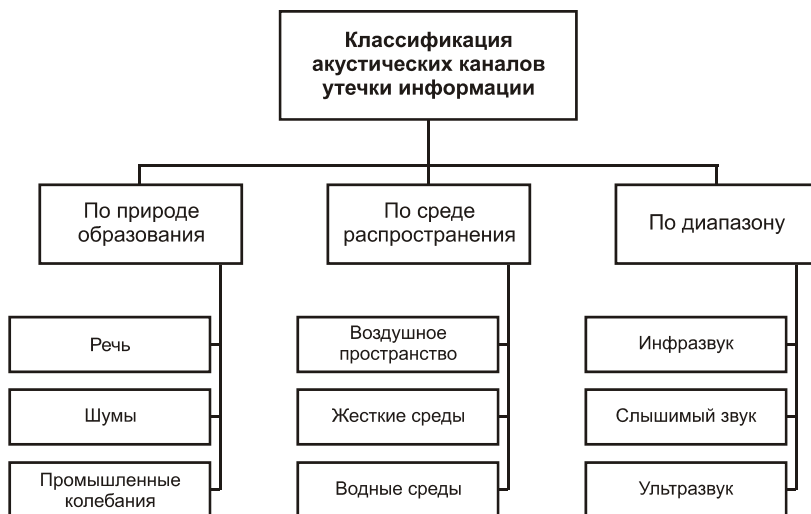 Классификация
акустических каналов
утечки информации
По природе
образования
По среде
распространения
По диапазону
Речь
Шумы
Промышленные
колебания
Воздушное
пространство
Жесткие среды
Водные среды
Инфразвук
Слышимый звук
Ультразвук